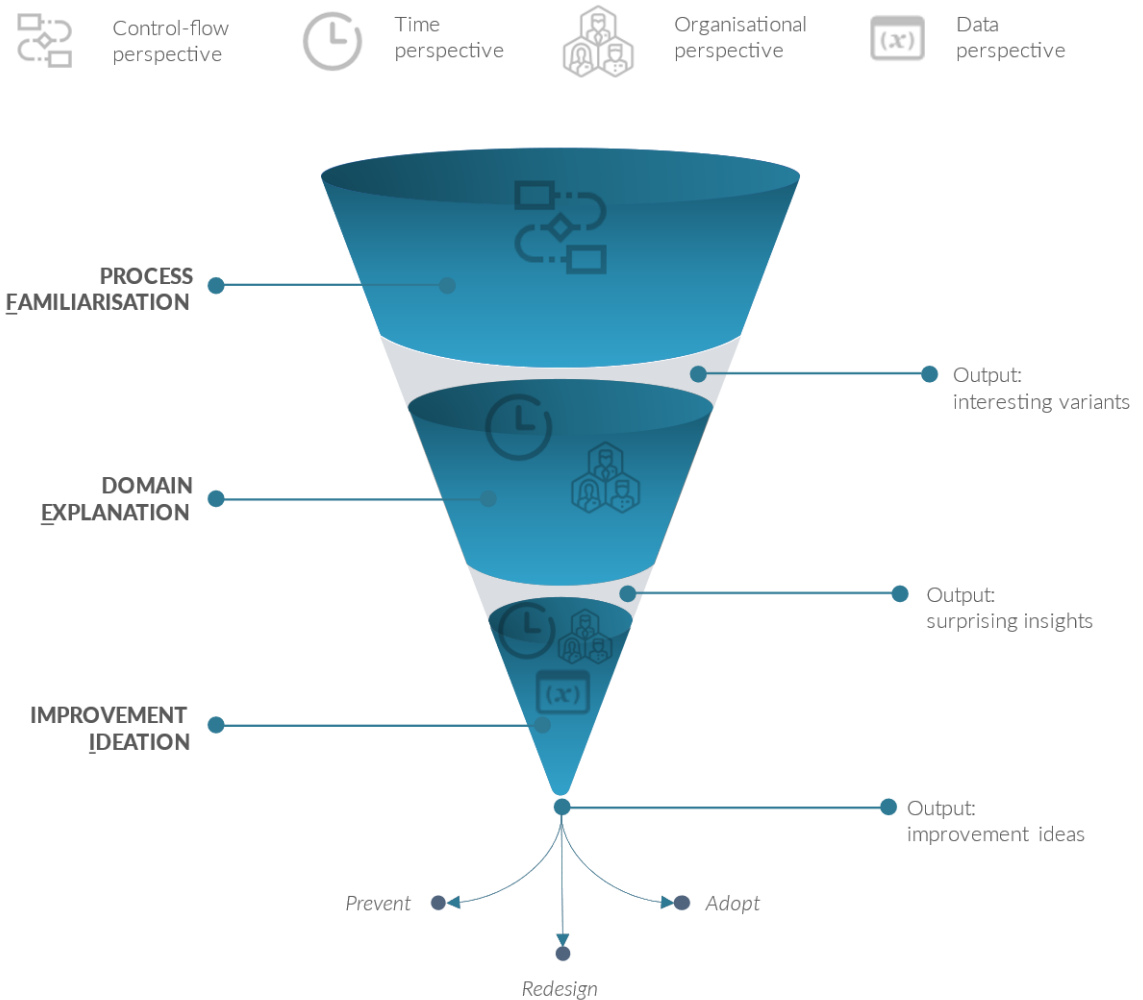 Control-flow
perspective
Time
perspective
Organisational
perspective
Data
perspective
(x)
PROCESS
FAMILIARISATION
Output:
interesting variants
DOMAIN
EXPLANATION
Output:
surprising insights
(x)
IMPROVEMENT
IDEATION
Output:
improvement ideas
Prevent
Adopt
Redesign